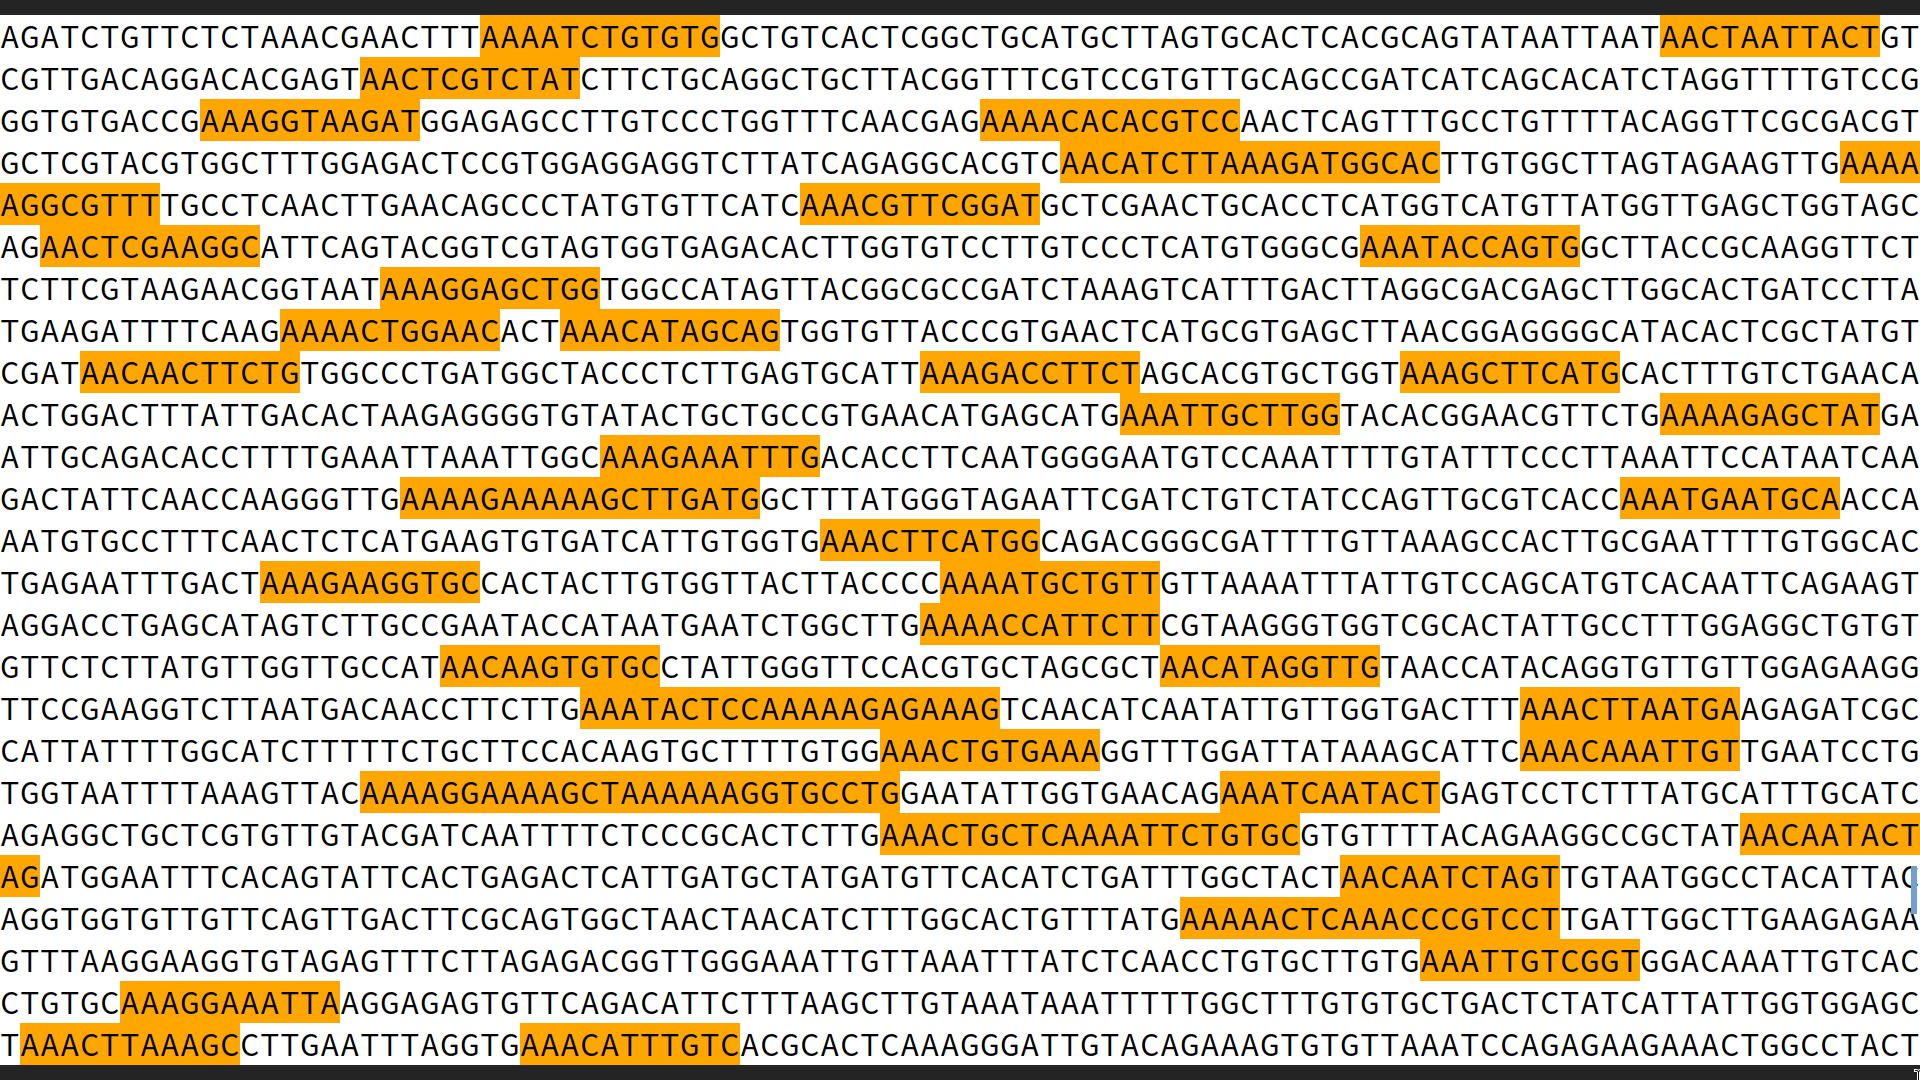 AGATCTGTTCTCTAAACGAACTTTAAAATCTGTGTGGCTGTCACTCGGCTGCATGCTTAGTGCACTCACGCAGTATAATTAATAACTAATTACTGT
CGTTGACAGGACACGAGTAACTCGTCTATCTTCTGCAGGCTGCTTACGGTTTCGTCCGTGTTGCAGCCGATCATCAGCACATCTAGGTTTTGTCCG
GGTGTGACCGAAAGGTAAGATGGAGAGCCTTGTCCCTGGTTTCAACGAGAAAACACACGTCCAACTCAGTTTGCCTGTTTTACAGGTTCGCGACGT
GCTCGTACGTGGCTTTGGAGACTCCGTGGAGGAGGTCTTATCAGAGGCACGTCAACATCTTAAAGATGGCACTTGTGGCTTAGTAGAAGTTGAAAA
AGGCGTTTTGCCTCAACTTGAACAGCCCTATGTGTTCATCAAACGTTCGGATGCTCGAACTGCACCTCATGGTCATGTTATGGTTGAGCTGGTAGC
AGAACTCGAAGGCATTCAGTACGGTCGTAGTGGTGAGACACTTGGTGTCCTTGTCCCTCATGTGGGCGAAATACCAGTGGCTTACCGCAAGGTTCT
TCTTCGTAAGAACGGTAATAAAGGAGCTGGTGGCCATAGTTACGGCGCCGATCTAAAGTCATTTGACTTAGGCGACGAGCTTGGCACTGATCCTTA
TGAAGATTTTCAAGAAAACTGGAACACTAAACATAGCAGTGGTGTTACCCGTGAACTCATGCGTGAGCTTAACGGAGGGGCATACACTCGCTATGT
CGATAACAACTTCTGTGGCCCTGATGGCTACCCTCTTGAGTGCATTAAAGACCTTCTAGCACGTGCTGGTAAAGCTTCATGCACTTTGTCTGAACA
ACTGGACTTTATTGACACTAAGAGGGGTGTATACTGCTGCCGTGAACATGAGCATGAAATTGCTTGGTACACGGAACGTTCTGAAAAGAGCTATGA
ATTGCAGACACCTTTTGAAATTAAATTGGCAAAGAAATTTGACACCTTCAATGGGGAATGTCCAAATTTTGTATTTCCCTTAAATTCCATAATCAA
GACTATTCAACCAAGGGTTGAAAAGAAAAAGCTTGATGGCTTTATGGGTAGAATTCGATCTGTCTATCCAGTTGCGTCACCAAATGAATGCAACCA
AATGTGCCTTTCAACTCTCATGAAGTGTGATCATTGTGGTGAAACTTCATGGCAGACGGGCGATTTTGTTAAAGCCACTTGCGAATTTTGTGGCAC
TGAGAATTTGACTAAAGAAGGTGCCACTACTTGTGGTTACTTACCCCAAAATGCTGTTGTTAAAATTTATTGTCCAGCATGTCACAATTCAGAAGT
AGGACCTGAGCATAGTCTTGCCGAATACCATAATGAATCTGGCTTGAAAACCATTCTTCGTAAGGGTGGTCGCACTATTGCCTTTGGAGGCTGTGT
GTTCTCTTATGTTGGTTGCCATAACAAGTGTGCCTATTGGGTTCCACGTGCTAGCGCTAACATAGGTTGTAACCATACAGGTGTTGTTGGAGAAGG
TTCCGAAGGTCTTAATGACAACCTTCTTGAAATACTCCAAAAAGAGAAAGTCAACATCAATATTGTTGGTGACTTTAAACTTAATGAAGAGATCGC
CATTATTTTGGCATCTTTTTCTGCTTCCACAAGTGCTTTTGTGGAAACTGTGAAAGGTTTGGATTATAAAGCATTCAAACAAATTGTTGAATCCTG
TGGTAATTTTAAAGTTACAAAAGGAAAAGCTAAAAAAGGTGCCTGGAATATTGGTGAACAGAAATCAATACTGAGTCCTCTTTATGCATTTGCATC
AGAGGCTGCTCGTGTTGTACGATCAATTTTCTCCCGCACTCTTGAAACTGCTCAAAATTCTGTGCGTGTTTTACAGAAGGCCGCTATAACAATACT
AGATGGAATTTCACAGTATTCACTGAGACTCATTGATGCTATGATGTTCACATCTGATTTGGCTACTAACAATCTAGTTGTAATGGCCTACATTAC
AGGTGGTGTTGTTCAGTTGACTTCGCAGTGGCTAACTAACATCTTTGGCACTGTTTATGAAAAACTCAAACCCGTCCTTGATTGGCTTGAAGAGAA
GTTTAAGGAAGGTGTAGAGTTTCTTAGAGACGGTTGGGAAATTGTTAAATTTATCTCAACCTGTGCTTGTGAAATTGTCGGTGGACAAATTGTCAC
CTGTGCAAAGGAAATTAAGGAGAGTGTTCAGACATTCTTTAAGCTTGTAAATAAATTTTTGGCTTTGTGTGCTGACTCTATCATTATTGGTGGAGC
TAAACTTAAAGCCTTGAATTTAGGTGAAACATTTGTCACGCACTCAAAGGGATTGTACAGAAAGTGTGTTAAATCCAGAGAAGAAACTGGCCTACT